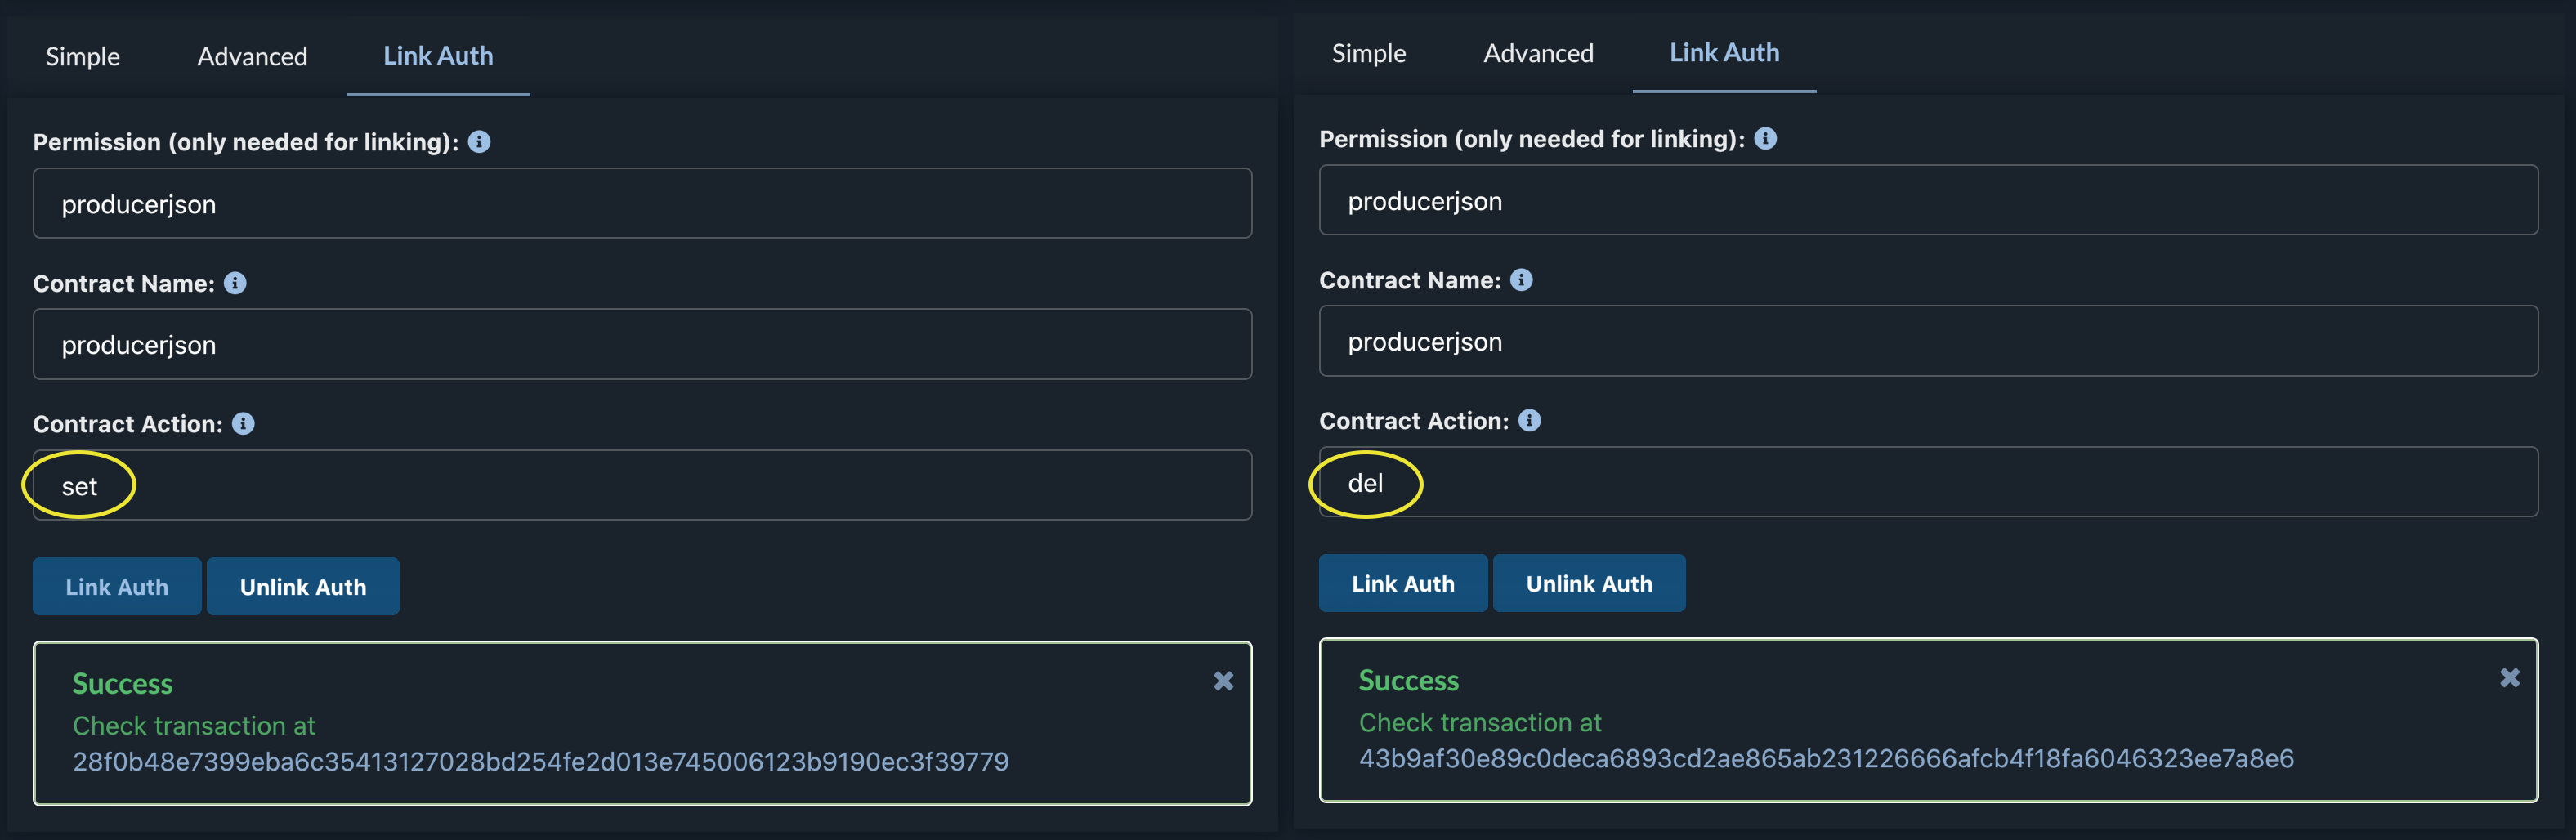 Simple Advanced Link Auth
Permission (only needed for linking):
producerjson
Contract Name:
producerjson
Contract Action:
set
Link Auth Unlink Auth
Success
Check transaction at
28f0b48e7399eba6c35413127028bd254fe2d013e745006123b9190ec3f39779
Simple Advanced Link Auth
Permission (only needed for linking):
producerjson
Contract Name:
producerjson
Contract Action:
del
Link Auth Unlink Auth
Success
Check transaction at
43b9af30e89c0deca6893cd2ae865ab231226666afcb4f18fa6046323ee7a8e6